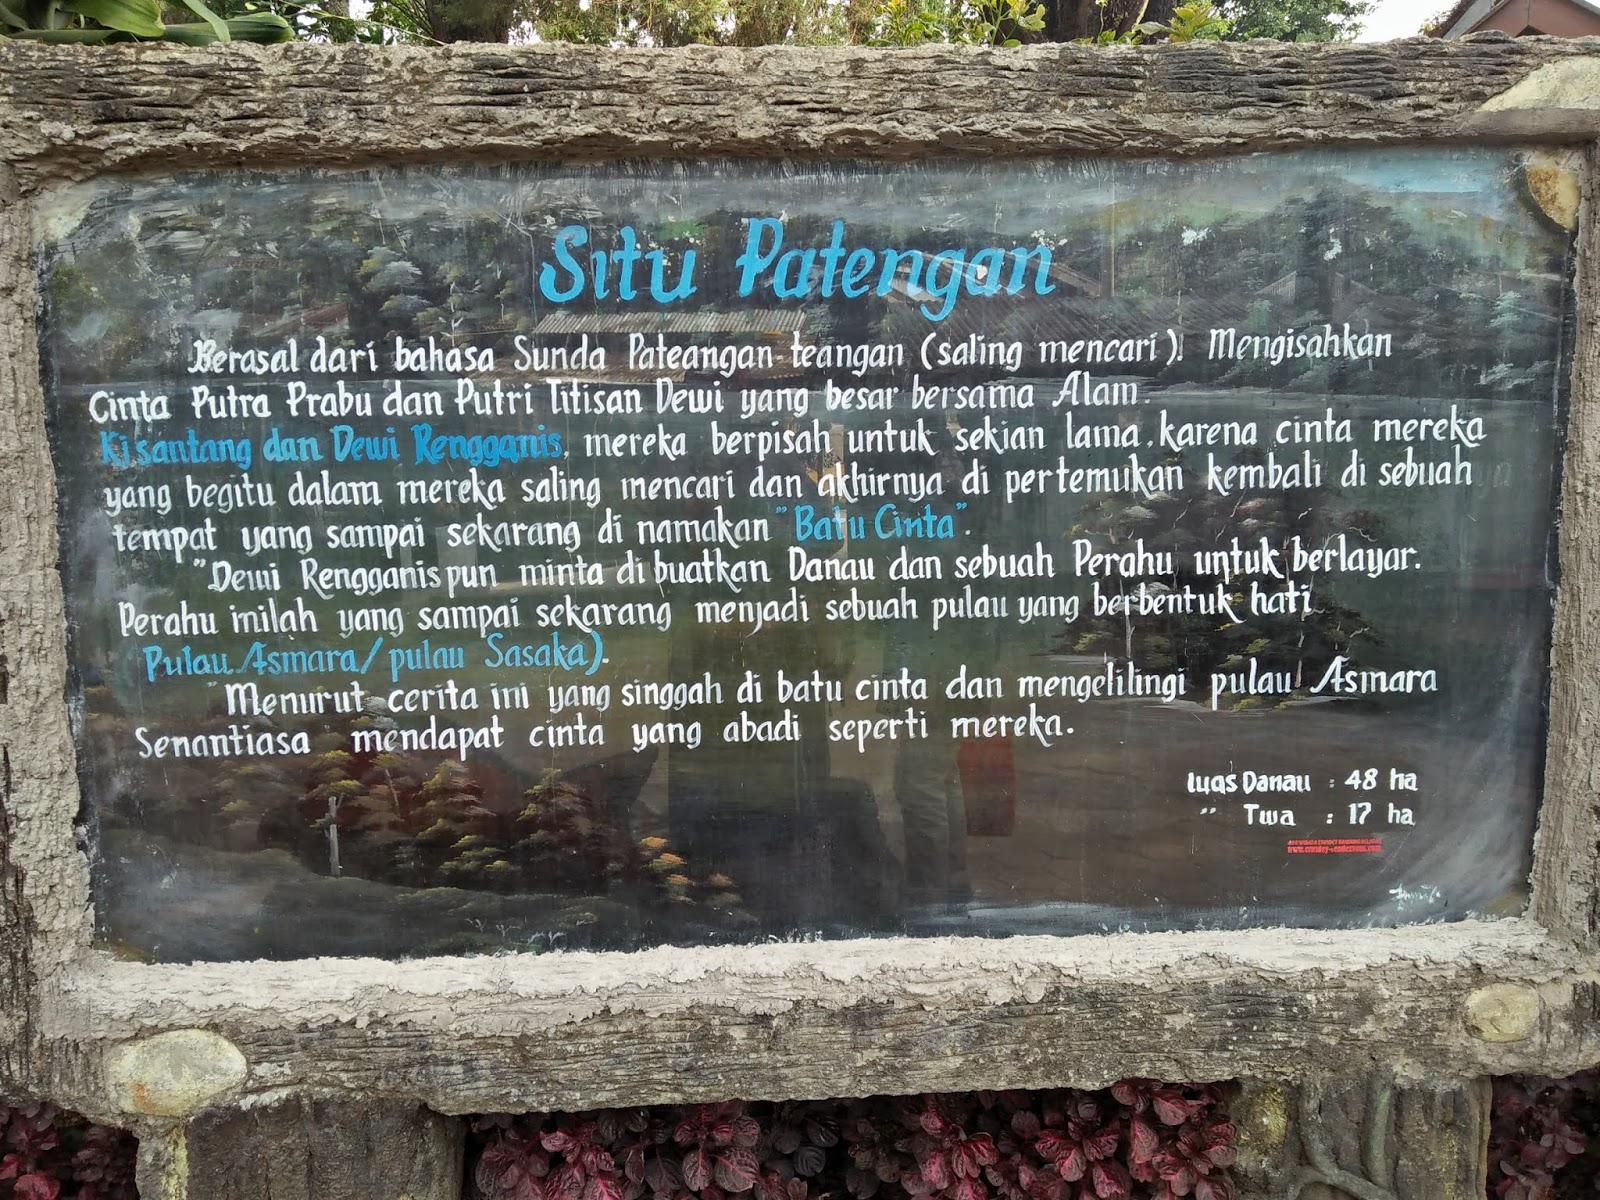 Situ Patengan
Berasal dari bahasa Sunda Pateangan-teangan (saling mencari). Mengisahkan
Cinta Putra Prabu dan Putri Titisan Dewi yang besar bersama Alam.
Ki santang dan Dewi Rengganis, mereka berpisah untuk sekian lama, karena cinta mereka
yang begitu dalam mereka saling mencari dan akhirnya di pertemukan kembali di sebuah
tempat yang sampai sekarang di namakan "Batu Cinta".
"Dewi Rengganis pun minta di buatkan Danau dan sebuah Perahu untuk berlayar.
Perahu inilah yang sampai sekarang menjadi sebuah pulau yang berbentuk hati
Pulau Asmara/pulau Sasaka).
"Menurut cerita ini yang singgah di batu cinta dan mengelilingi pulau Asmara
Senantiasa mendapat cinta yang abadi seperti mereka.
Luas Danau : 48 ha
" Twa : 17 ha